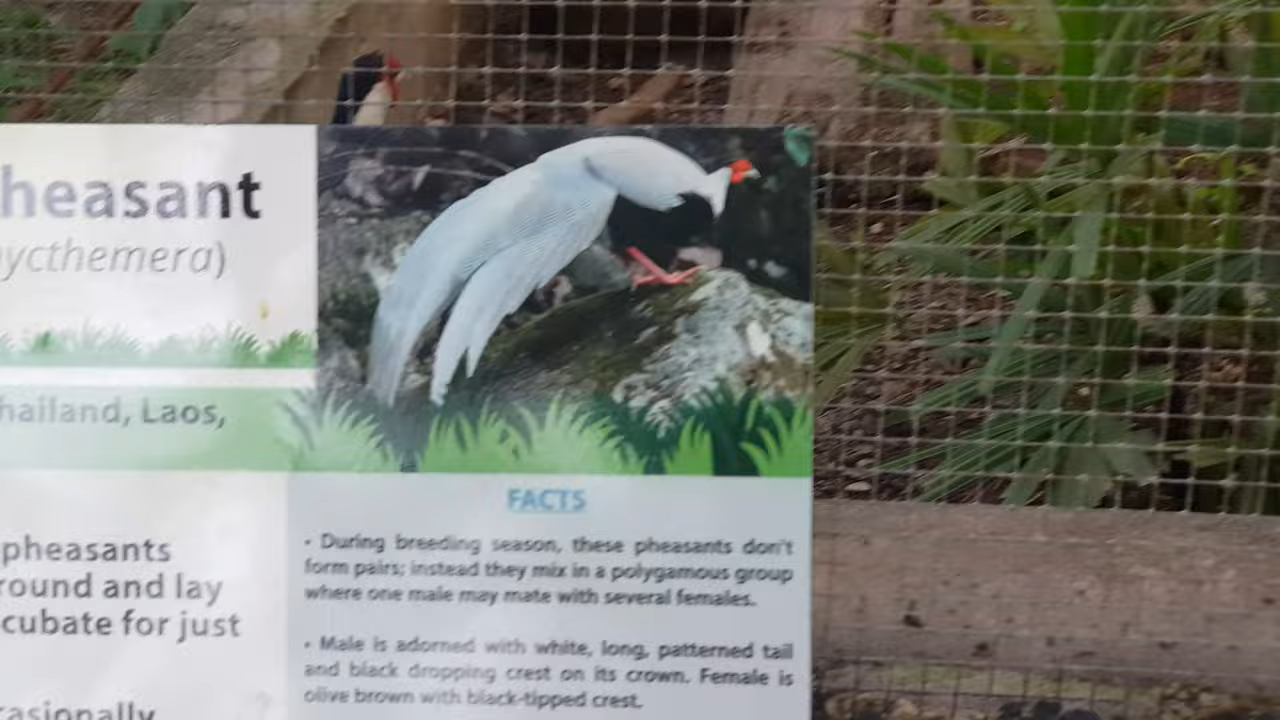 heasant
ycthemera)
hailand, Laos,
pheasants
round and lay
cubate for just
casionally
FACTS
• During breeding season, these pheasants don't
form pairs; instead they mix in a polygamous group
where one male may mate with several females.
• Male is adorned with white, long, patterned tail
and black dropping crest on its crown. Female is
olive brown with black-tipped crest.